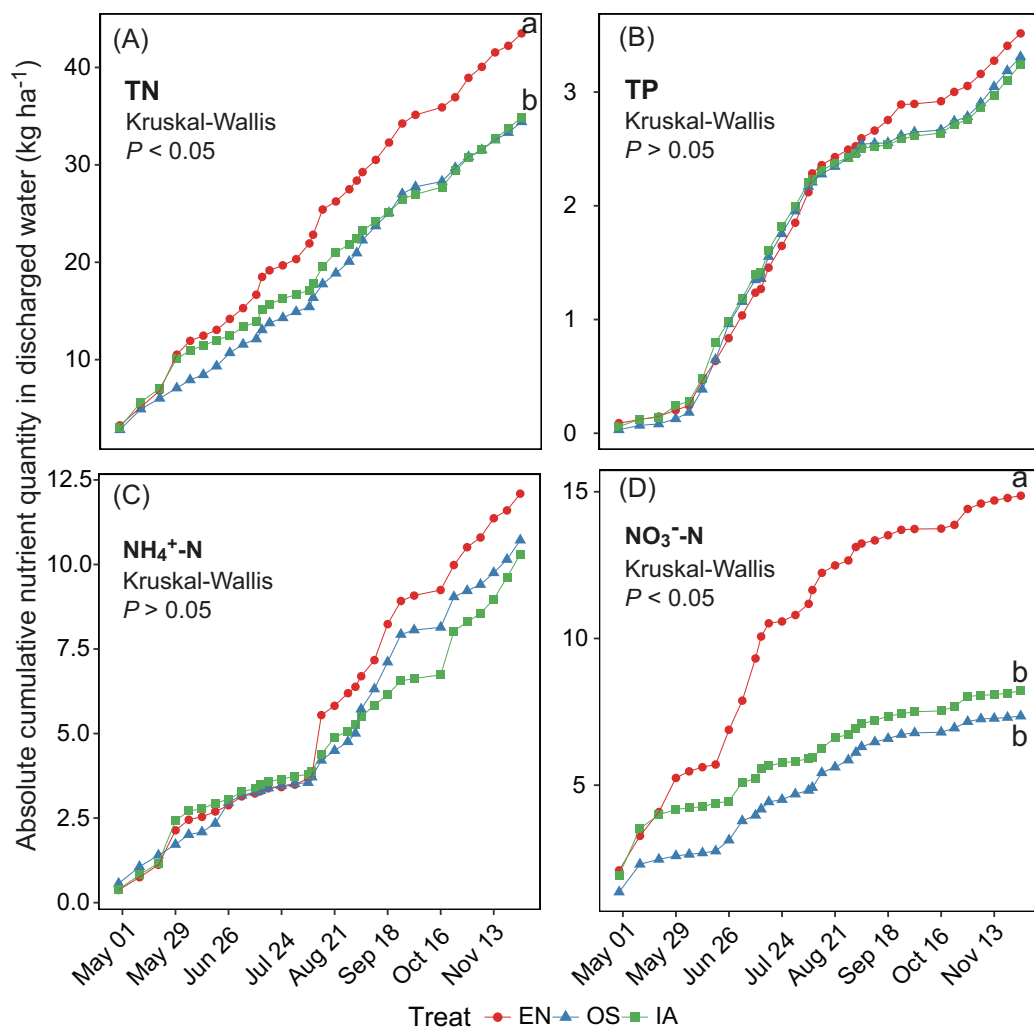 Absolute cumulative nutrient quantity in discharged water (kg ha⁻¹)
(A)
a
TN
Kruskal-Wallis
P < 0.05
b
40
30
20
10
(B)
TP
Kruskal-Wallis
P > 0.05
3
2
1
0
(C)
NH₄⁺-N
Kruskal-Wallis
P > 0.05
12.5
10.0
7.5
5.0
2.5
0.0
May 01 May 29 Jun 26 Jul 24 Aug 21 Sep 18 Oct 16 Nov 13
(D)
a
NO₃⁻-N
Kruskal-Wallis
P < 0.05
b
b
15
10
5
May 01 May 29 Jun 26 Jul 24 Aug 21 Sep 18 Oct 16 Nov 13
Treat EN OS IA